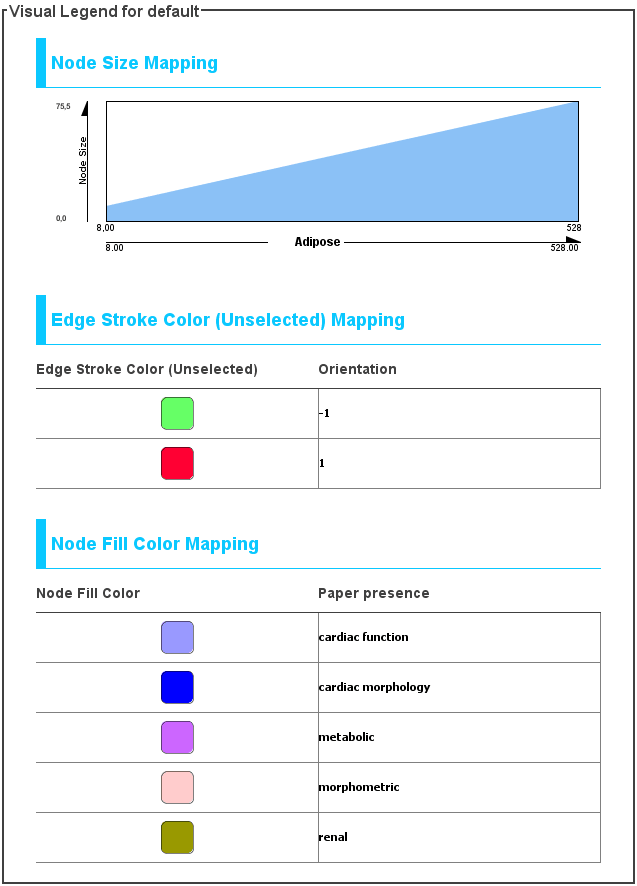 Visual Legend for default
Node Size Mapping
75,5
Node Size
0,0
8,00
528
Adipose
8.00
528.00
Edge Stroke Color (Unselected) Mapping
Edge Stroke Color (Unselected) Orientation
-1
1
Node Fill Color Mapping
Node Fill Color Paper presence
cardiac function
cardiac morphology
metabolic
morphometric
renal